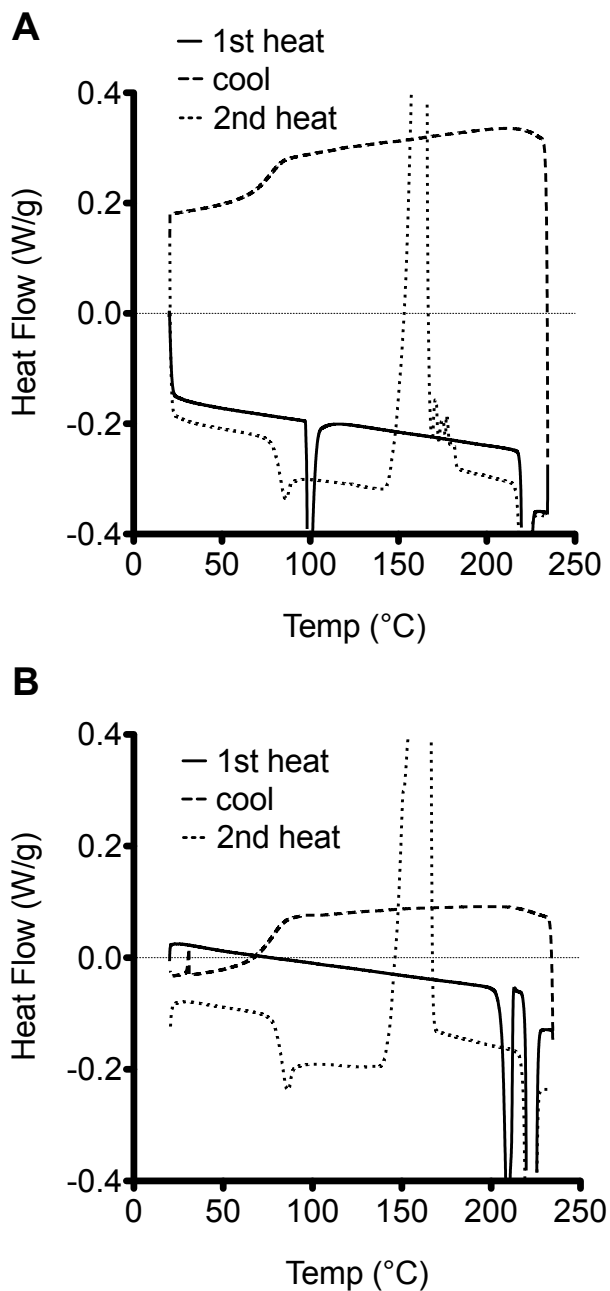 A
1st heat
cool
2nd heat
0.4
0.2
0.0
-0.2
-0.4
Heat Flow (W/g)
0 50 100 150 200 250
Temp (°C)
B
1st heat
cool
2nd heat
0.4
0.2
0.0
-0.2
-0.4
Heat Flow (W/g)
0 50 100 150 200 250
Temp (°C)